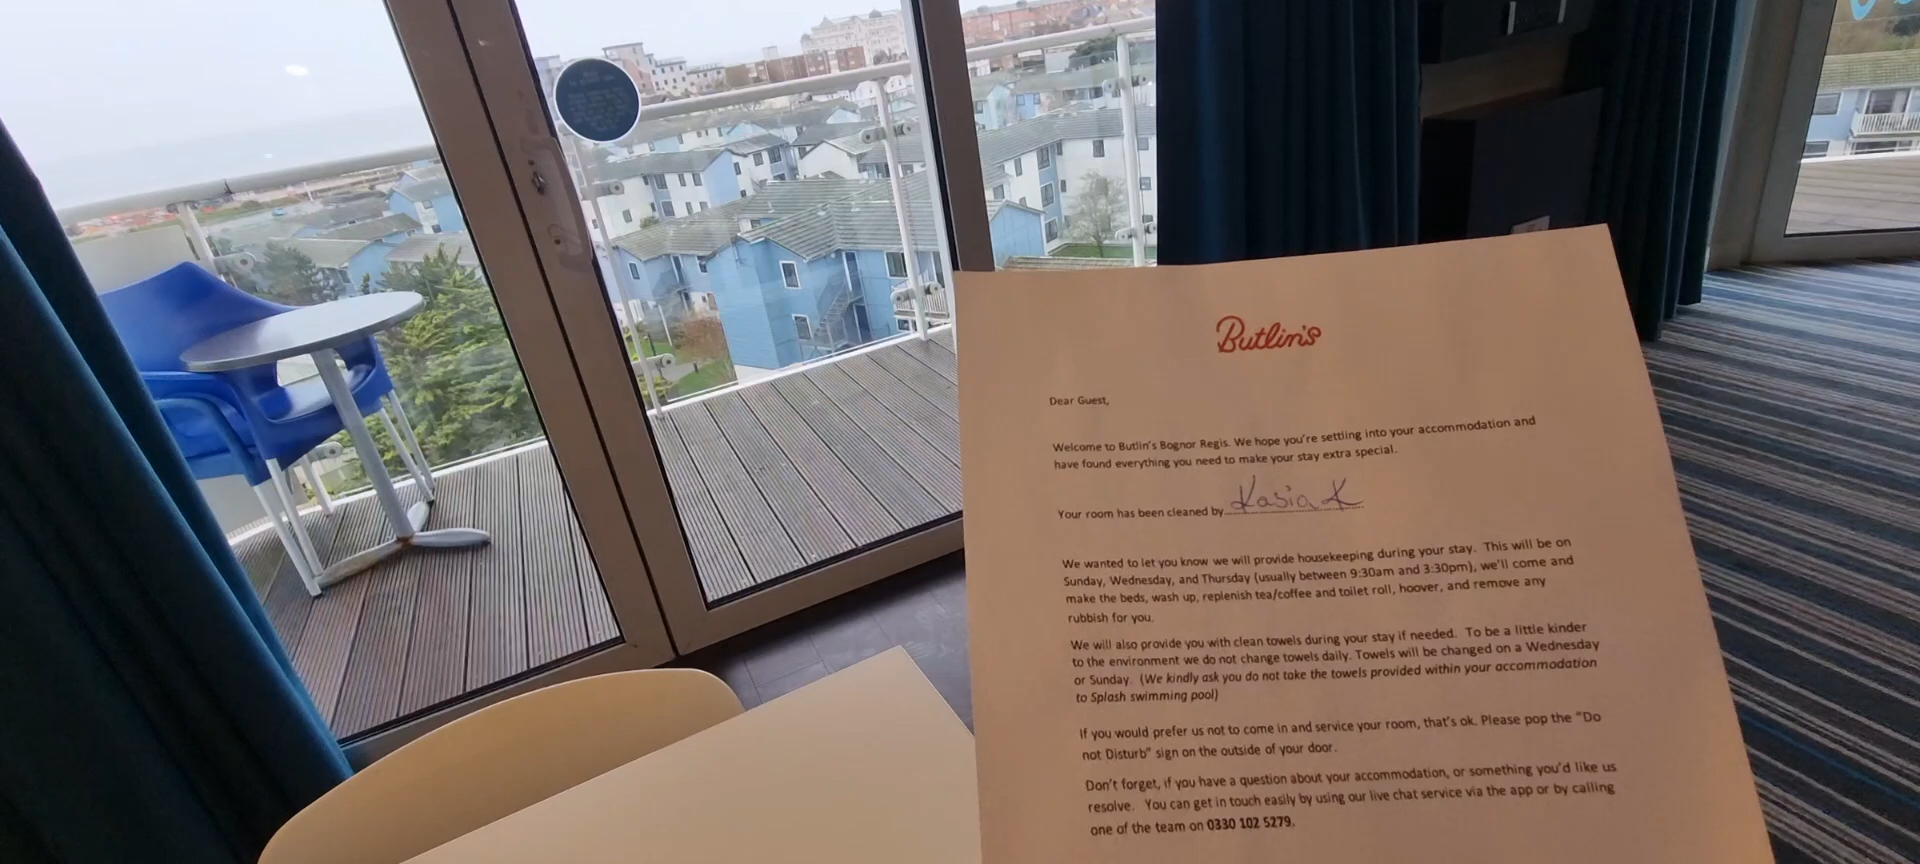 Butlin's
Dear Guest,
Welcome to Butlin's Bognor Regis. We hope you're settling into your accommodation and
have found everything you need to make your stay extra special.
Your room has been cleaned by Kasia K
We wanted to let you know we will provide housekeeping during your stay. This will be on
Sunday, Wednesday, and Thursday (usually between 9:30am and 3:30pm), we'll come and
make the beds, wash up, replenish tea/coffee and toilet roll, hoover, and remove any
rubbish for you.
We will also provide you with clean towels during your stay if needed. To be a little kinder
to the environment we do not change towels daily. Towels will be changed on a Wednesday
or Sunday. (We kindly ask you do not take the towels provided within your accommodation
to Splash swimming pool)
If you would prefer us not to come in and service your room, that's ok. Please pop the "Do
not Disturb" sign on the outside of your door.
Don't forget, if you have a question about your accommodation, or something you'd like us
resolve. You can get in touch easily by using our live chat service via the app or by calling
one of the team on 0330 102 5279.